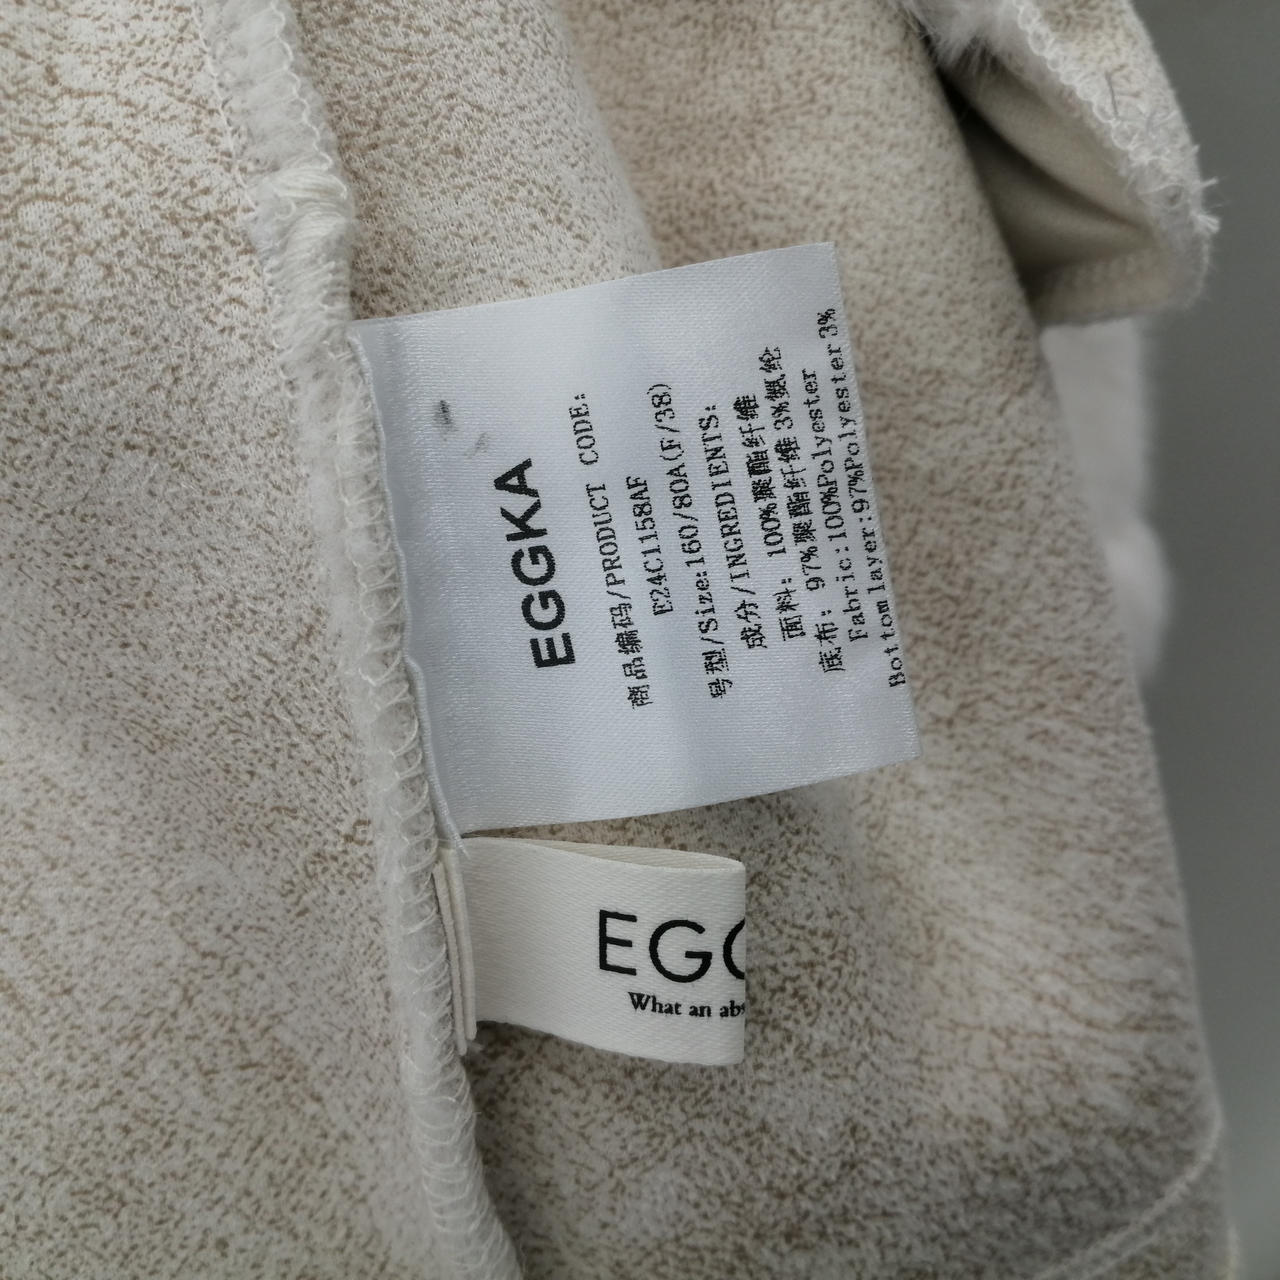 EGGKA
商品编码/PRODUCT CODE:
E24C1158AF
号型/Size:160/80A(F/38)
成分/INGREDIENTS:
面料: 100%聚酯纤维
底布: 97%聚酯纤维 3%氨纶
Fabric:100%Polyester
Bottom layer:97%Polyester 3%
EGG
What an abs